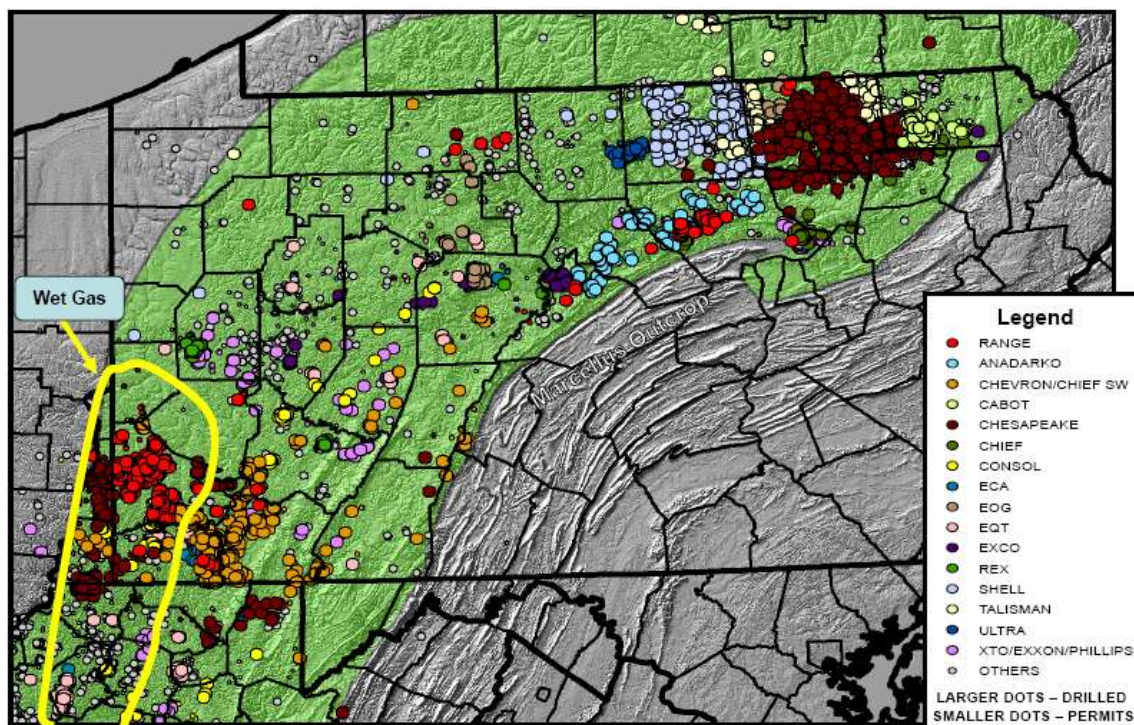 Wet Gas
Marcellus Outcrop
Legend
RANGE
ANADARKO
CHEVRON/CHIEF SW
CABOT
CHESAPEAKE
CHIEF
CONSOL
ECA
EOG
EQT
EXCO
REX
SHELL
TALISMAN
ULTRA
XTO/EXXON/PHILLIPS
OTHERS
LARGER DOTS – DRILLED
SMALLER DOTS – PERMITS